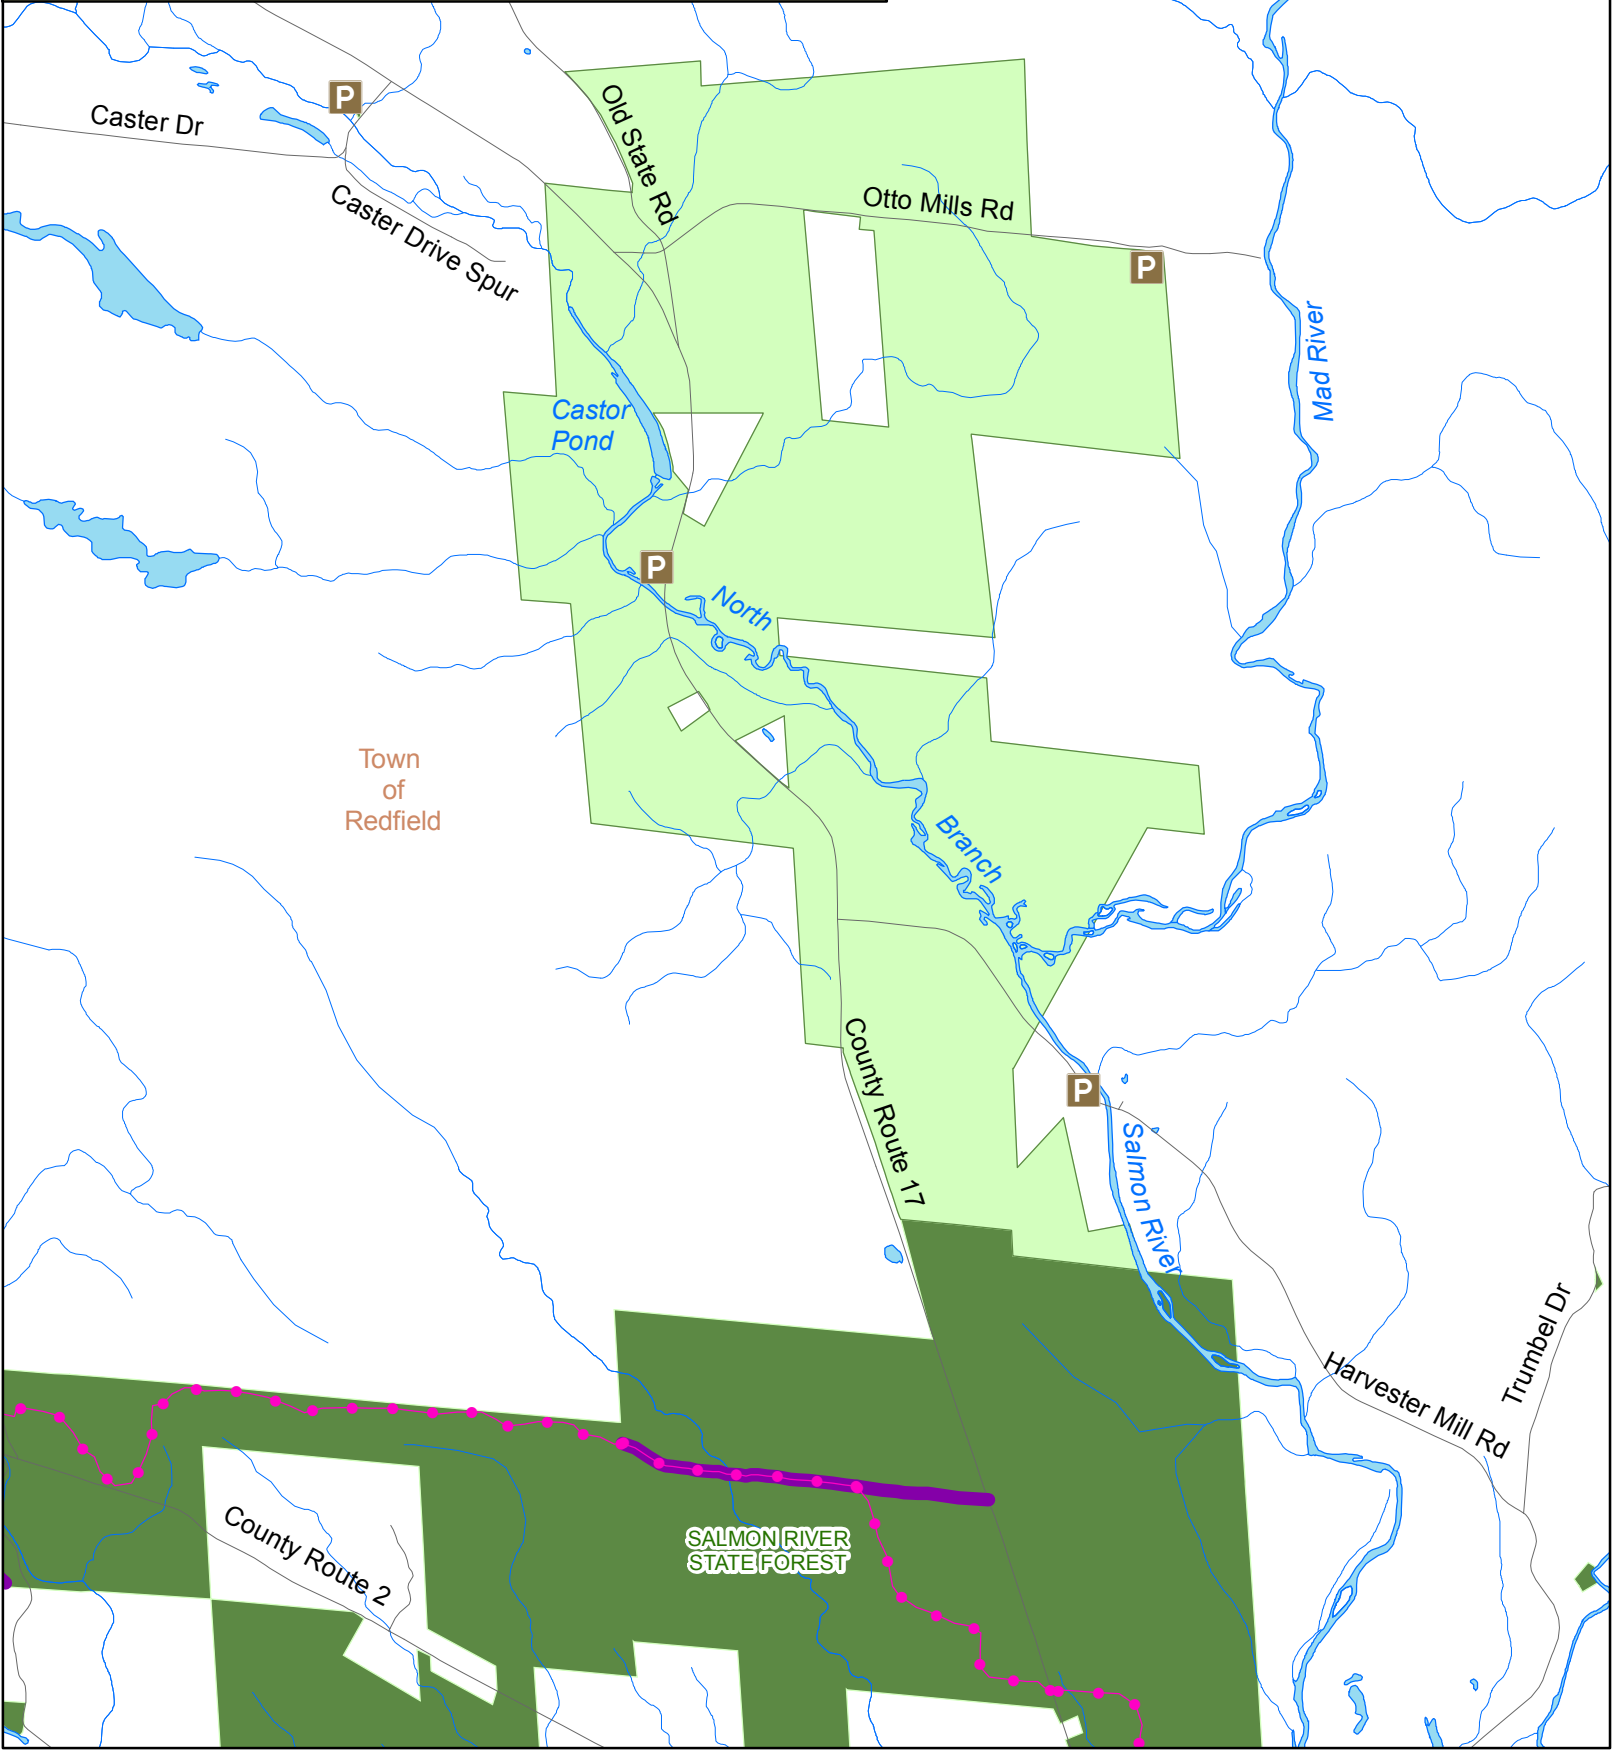 P
Caster Dr
Old State Rd
Caster Drive Spur
Otto Mills Rd
P
Mad River
Castor
Pond
P
North
Town
of
Redfield
Branch
County Route 17
P
Salmon River
Trumbel Dr
Harvester Mill Rd
County Route 2
SALMON RIVER
STATE FOREST